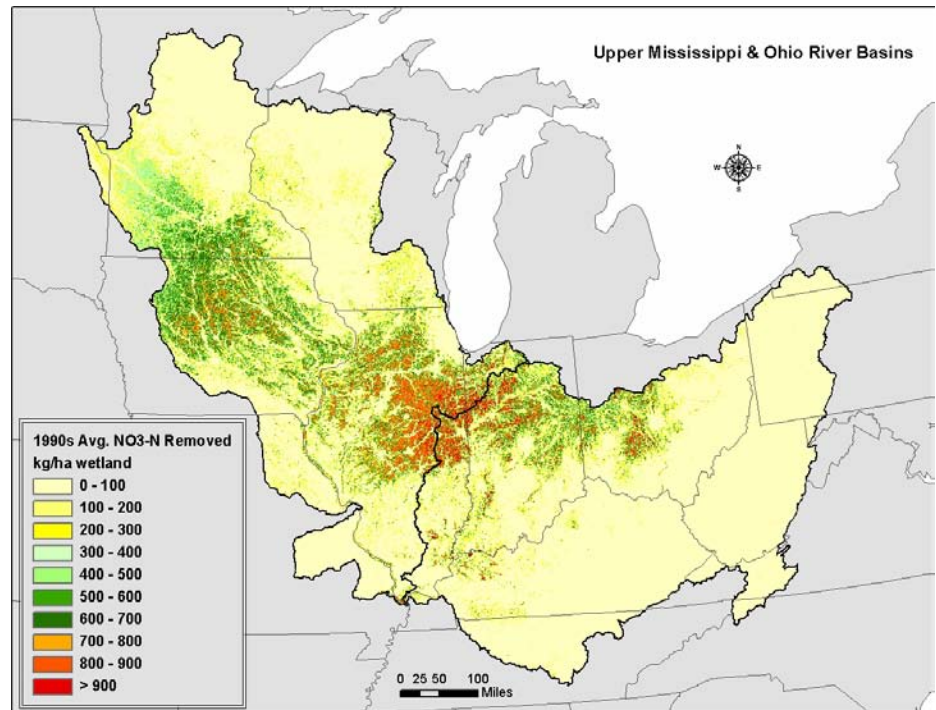 Upper Mississippi & Ohio River Basins
N
W E
S
1990s Avg. NO3-N Removed
kg/ha wetland
0 - 100
100 - 200
200 - 300
300 - 400
400 - 500
500 - 600
600 - 700
700 - 800
800 - 900
> 900
0 25 50 100
Miles